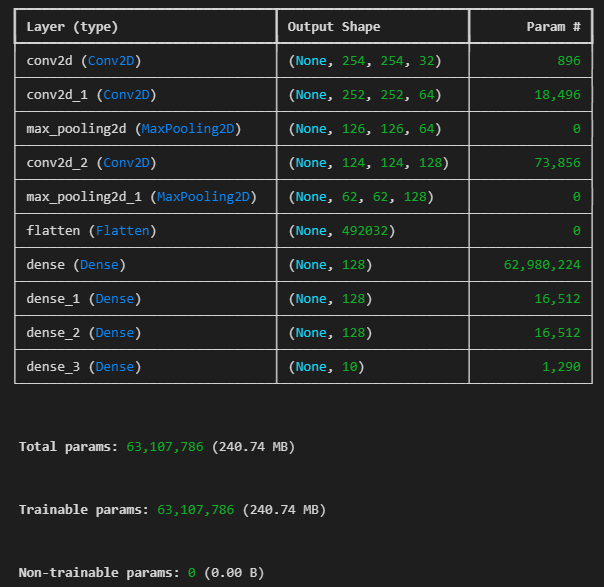 Layer (type) Output Shape Param #
conv2d (Conv2D) (None, 254, 254, 32) 896
conv2d_1 (Conv2D) (None, 252, 252, 64) 18,496
max_pooling2d (MaxPooling2D) (None, 126, 126, 64) 0
conv2d_2 (Conv2D) (None, 124, 124, 128) 73,856
max_pooling2d_1 (MaxPooling2D) (None, 62, 62, 128) 0
flatten (Flatten) (None, 492032) 0
dense (Dense) (None, 128) 62,980,224
dense_1 (Dense) (None, 128) 16,512
dense_2 (Dense) (None, 128) 16,512
dense_3 (Dense) (None, 10) 1,290
Total params: 63,107,786 (240.74 MB)
Trainable params: 63,107,786 (240.74 MB)
Non-trainable params: 0 (0.00 B)